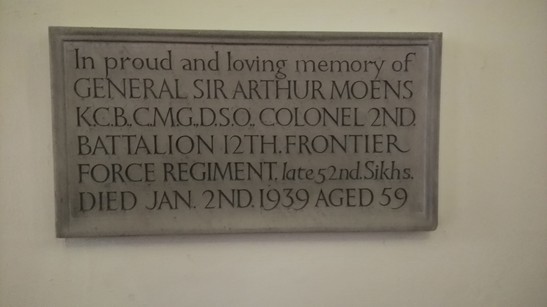 In proud and loving memory of
GENERAL SIR ARTHUR MOENS
K.C.B., C.M.G., D.S.O., COLONEL 2ND.
BATTALION 12TH. FRONTIER
FORCE REGIMENT, late 52nd. Sikhs.
DIED JAN. 2ND. 1939 AGED 59